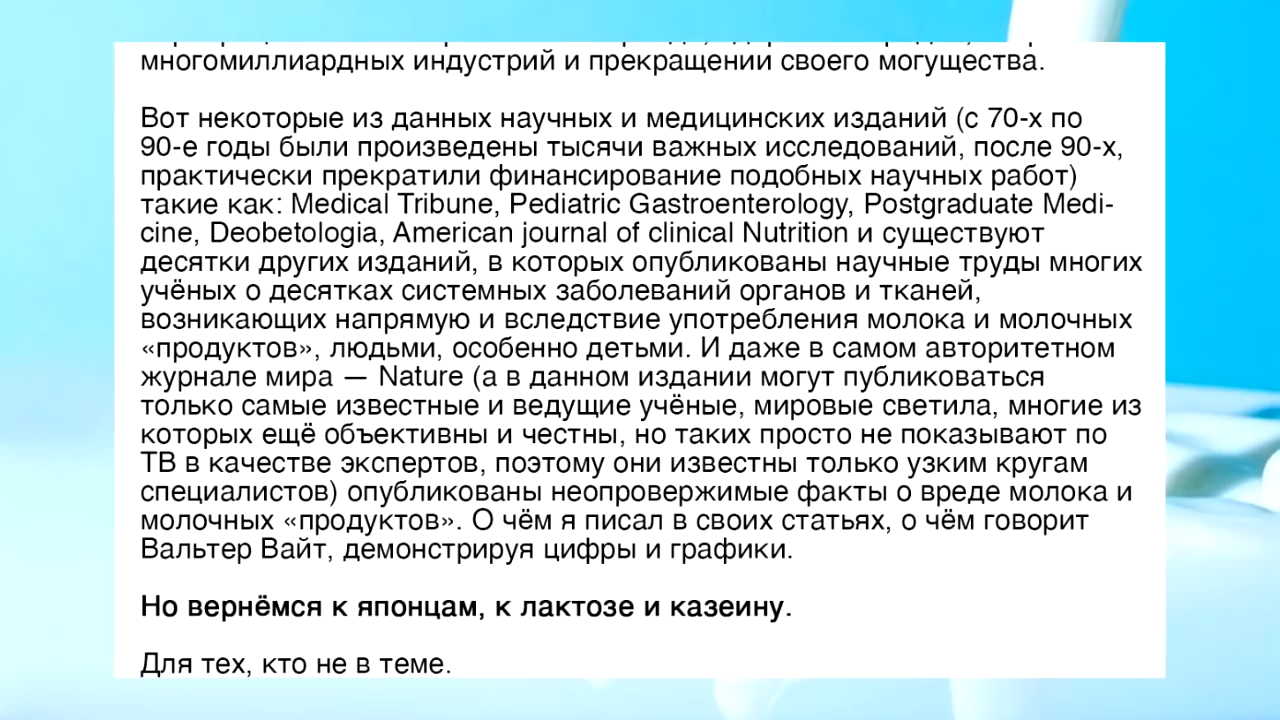 многомиллиардных индустрий и прекращении своего могущества.
Вот некоторые из данных научных и медицинских изданий (с 70-х по
90-е годы были произведены тысячи важных исследований, после 90-х,
практически прекратили финансирование подобных научных работ)
такие как: Medical Tribune, Pediatric Gastroenterology, Postgraduate Medi-
cine, Deobetologia, American journal of clinical Nutrition и существуют
десятки других изданий, в которых опубликованы научные труды многих
учёных о десятках системных заболеваний органов и тканей,
возникающих напрямую и вследствие употребления молока и молочных
«продуктов», людьми, особенно детьми. И даже в самом авторитетном
журнале мира — Nature (а в данном издании могут публиковаться
только самые известные и ведущие учёные, мировые светила, многие из
которых ещё объективны и честны, но таких просто не показывают по
ТВ в качестве экспертов, поэтому они известны только узким кругам
специалистов) опубликованы неопровержимые факты о вреде молока и
молочных «продуктов». О чём я писал в своих статьях, о чём говорит
Вальтер Вайт, демонстрируя цифры и графики.
Но вернёмся к японцам, к лактозе и казеину.
Для тех, кто не в теме.